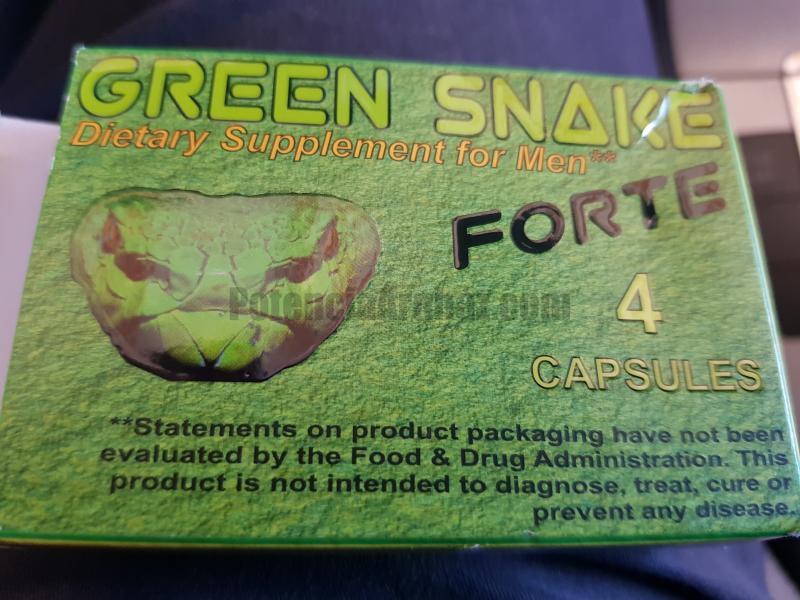 GREEN SNAKE
Dietary Supplement for Men**
FORTE
4
CAPSULES
**Statements on product packaging have not been
evaluated by the Food & Drug Administration. This
product is not intended to diagnose, treat, cure or
prevent any disease.